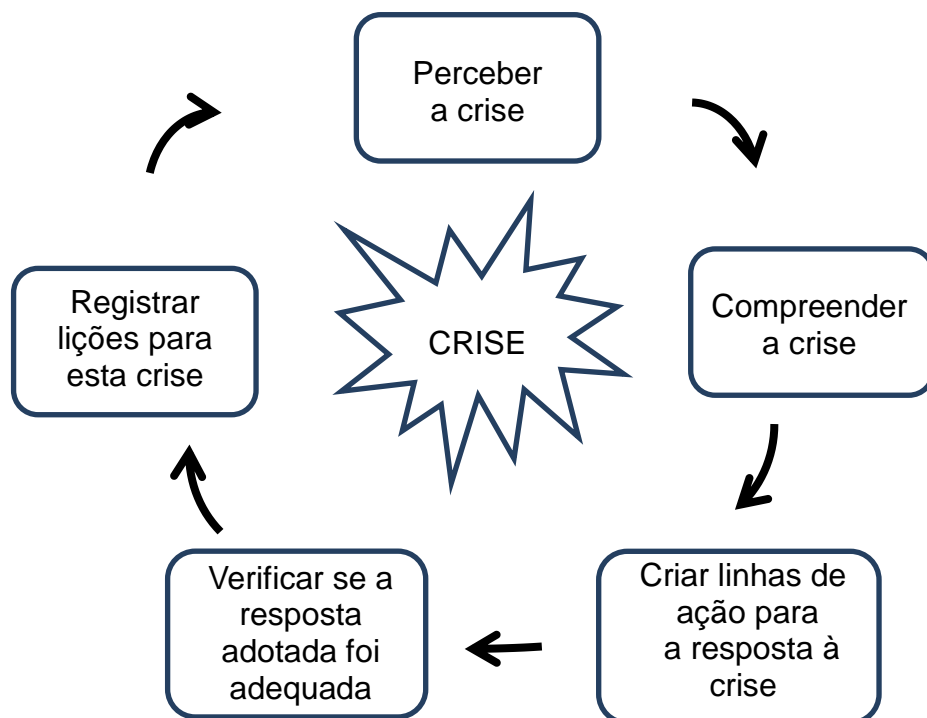 Perceber
a crise
Compreender
a crise
Criar linhas de
ação para
a resposta à
crise
Verificar se a
resposta
adotada foi
adequada
Registrar
lições para
esta crise
CRISE